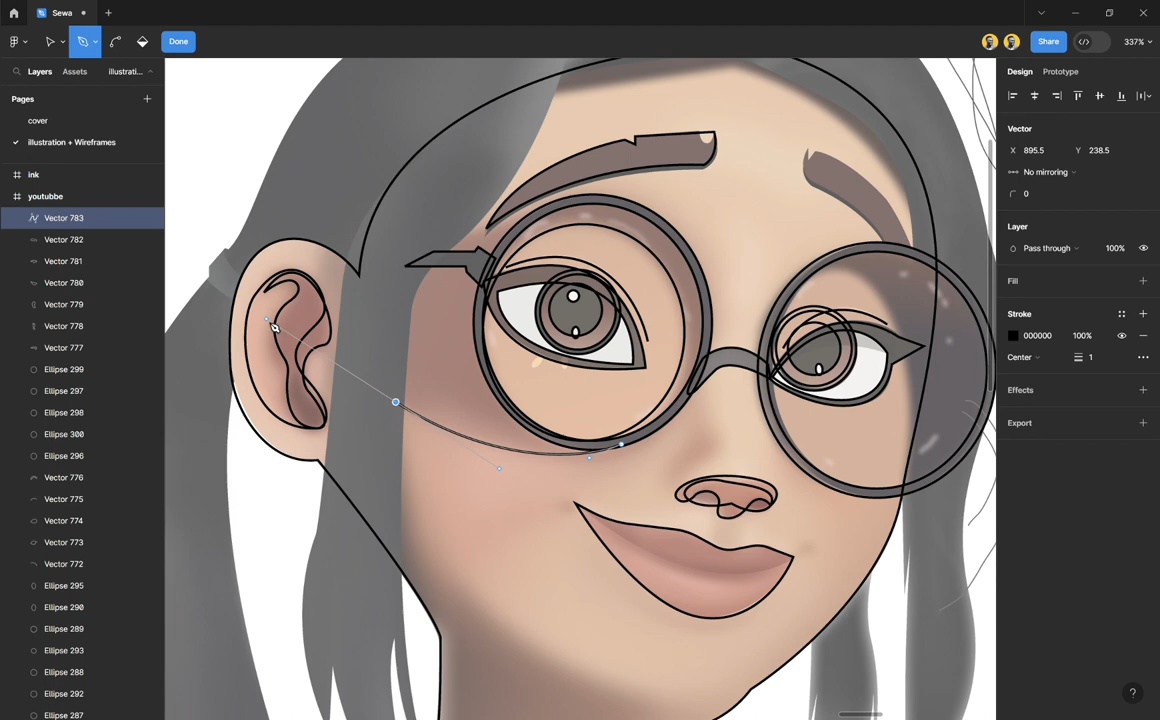 Sewa
Done
Share
337%
Layers
Assets
illustrati...
Pages
cover
illustration + Wireframes
ink
youtubbe
Vector 783
Vector 782
Vector 781
Vector 780
Vector 779
Vector 778
Vector 777
Ellipse 299
Ellipse 297
Ellipse 298
Ellipse 300
Ellipse 296
Vector 776
Vector 775
Vector 774
Vector 773
Vector 772
Ellipse 295
Ellipse 290
Ellipse 289
Ellipse 293
Ellipse 288
Ellipse 292
Ellipse 287
Design
Prototype
Vector
X 895.5 Y 238.5
No mirroring
0
Layer
Pass through 100%
Fill
Stroke
000000 100%
Center 1
Effects
Export
?